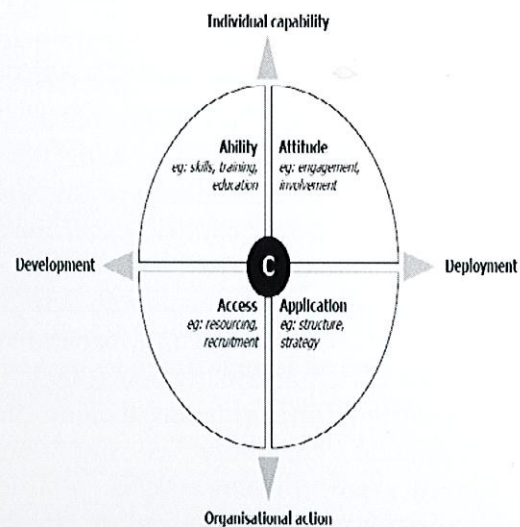 Individual capability
Ability
eg: skills, training,
education
Attitude
eg: engagement,
involvement
Development
C
Deployment
Access
eg: resourcing,
recruitment
Application
eg: structure,
strategy
Organisational action